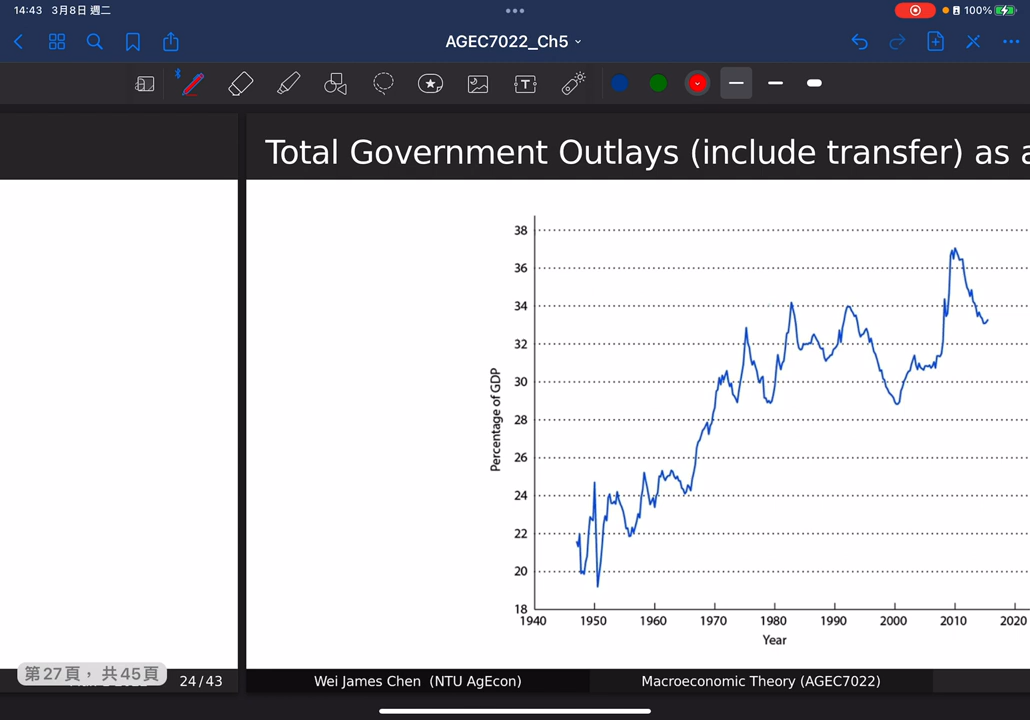 14:43 3月8日 週二
100%
AGEC7022_Ch5
Total Government Outlays (include transfer) as a
38
36
34
32
30
28
26
24
22
20
18
Percentage of GDP
1940 1950 1960 1970 1980 1990 2000 2010 2020
Year
第27頁, 共45頁
24/43
Wei James Chen (NTU AgEcon)
Macroeconomic Theory (AGEC7022)